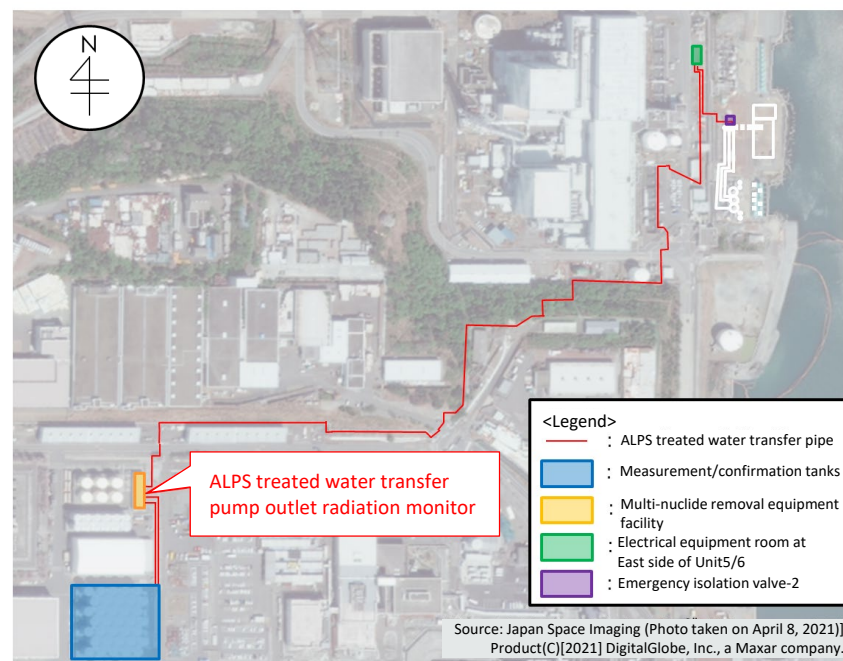 N
ALPS treated water transfer
pump outlet radiation monitor
<Legend>
: ALPS treated water transfer pipe
: Measurement/confirmation tanks
: Multi-nuclide removal equipment
facility
: Electrical equipment room at
East side of Unit5/6
: Emergency isolation valve-2
Source: Japan Space Imaging (Photo taken on April 8, 2021)]
Product(C)[2021] DigitalGlobe, Inc., a Maxar company.